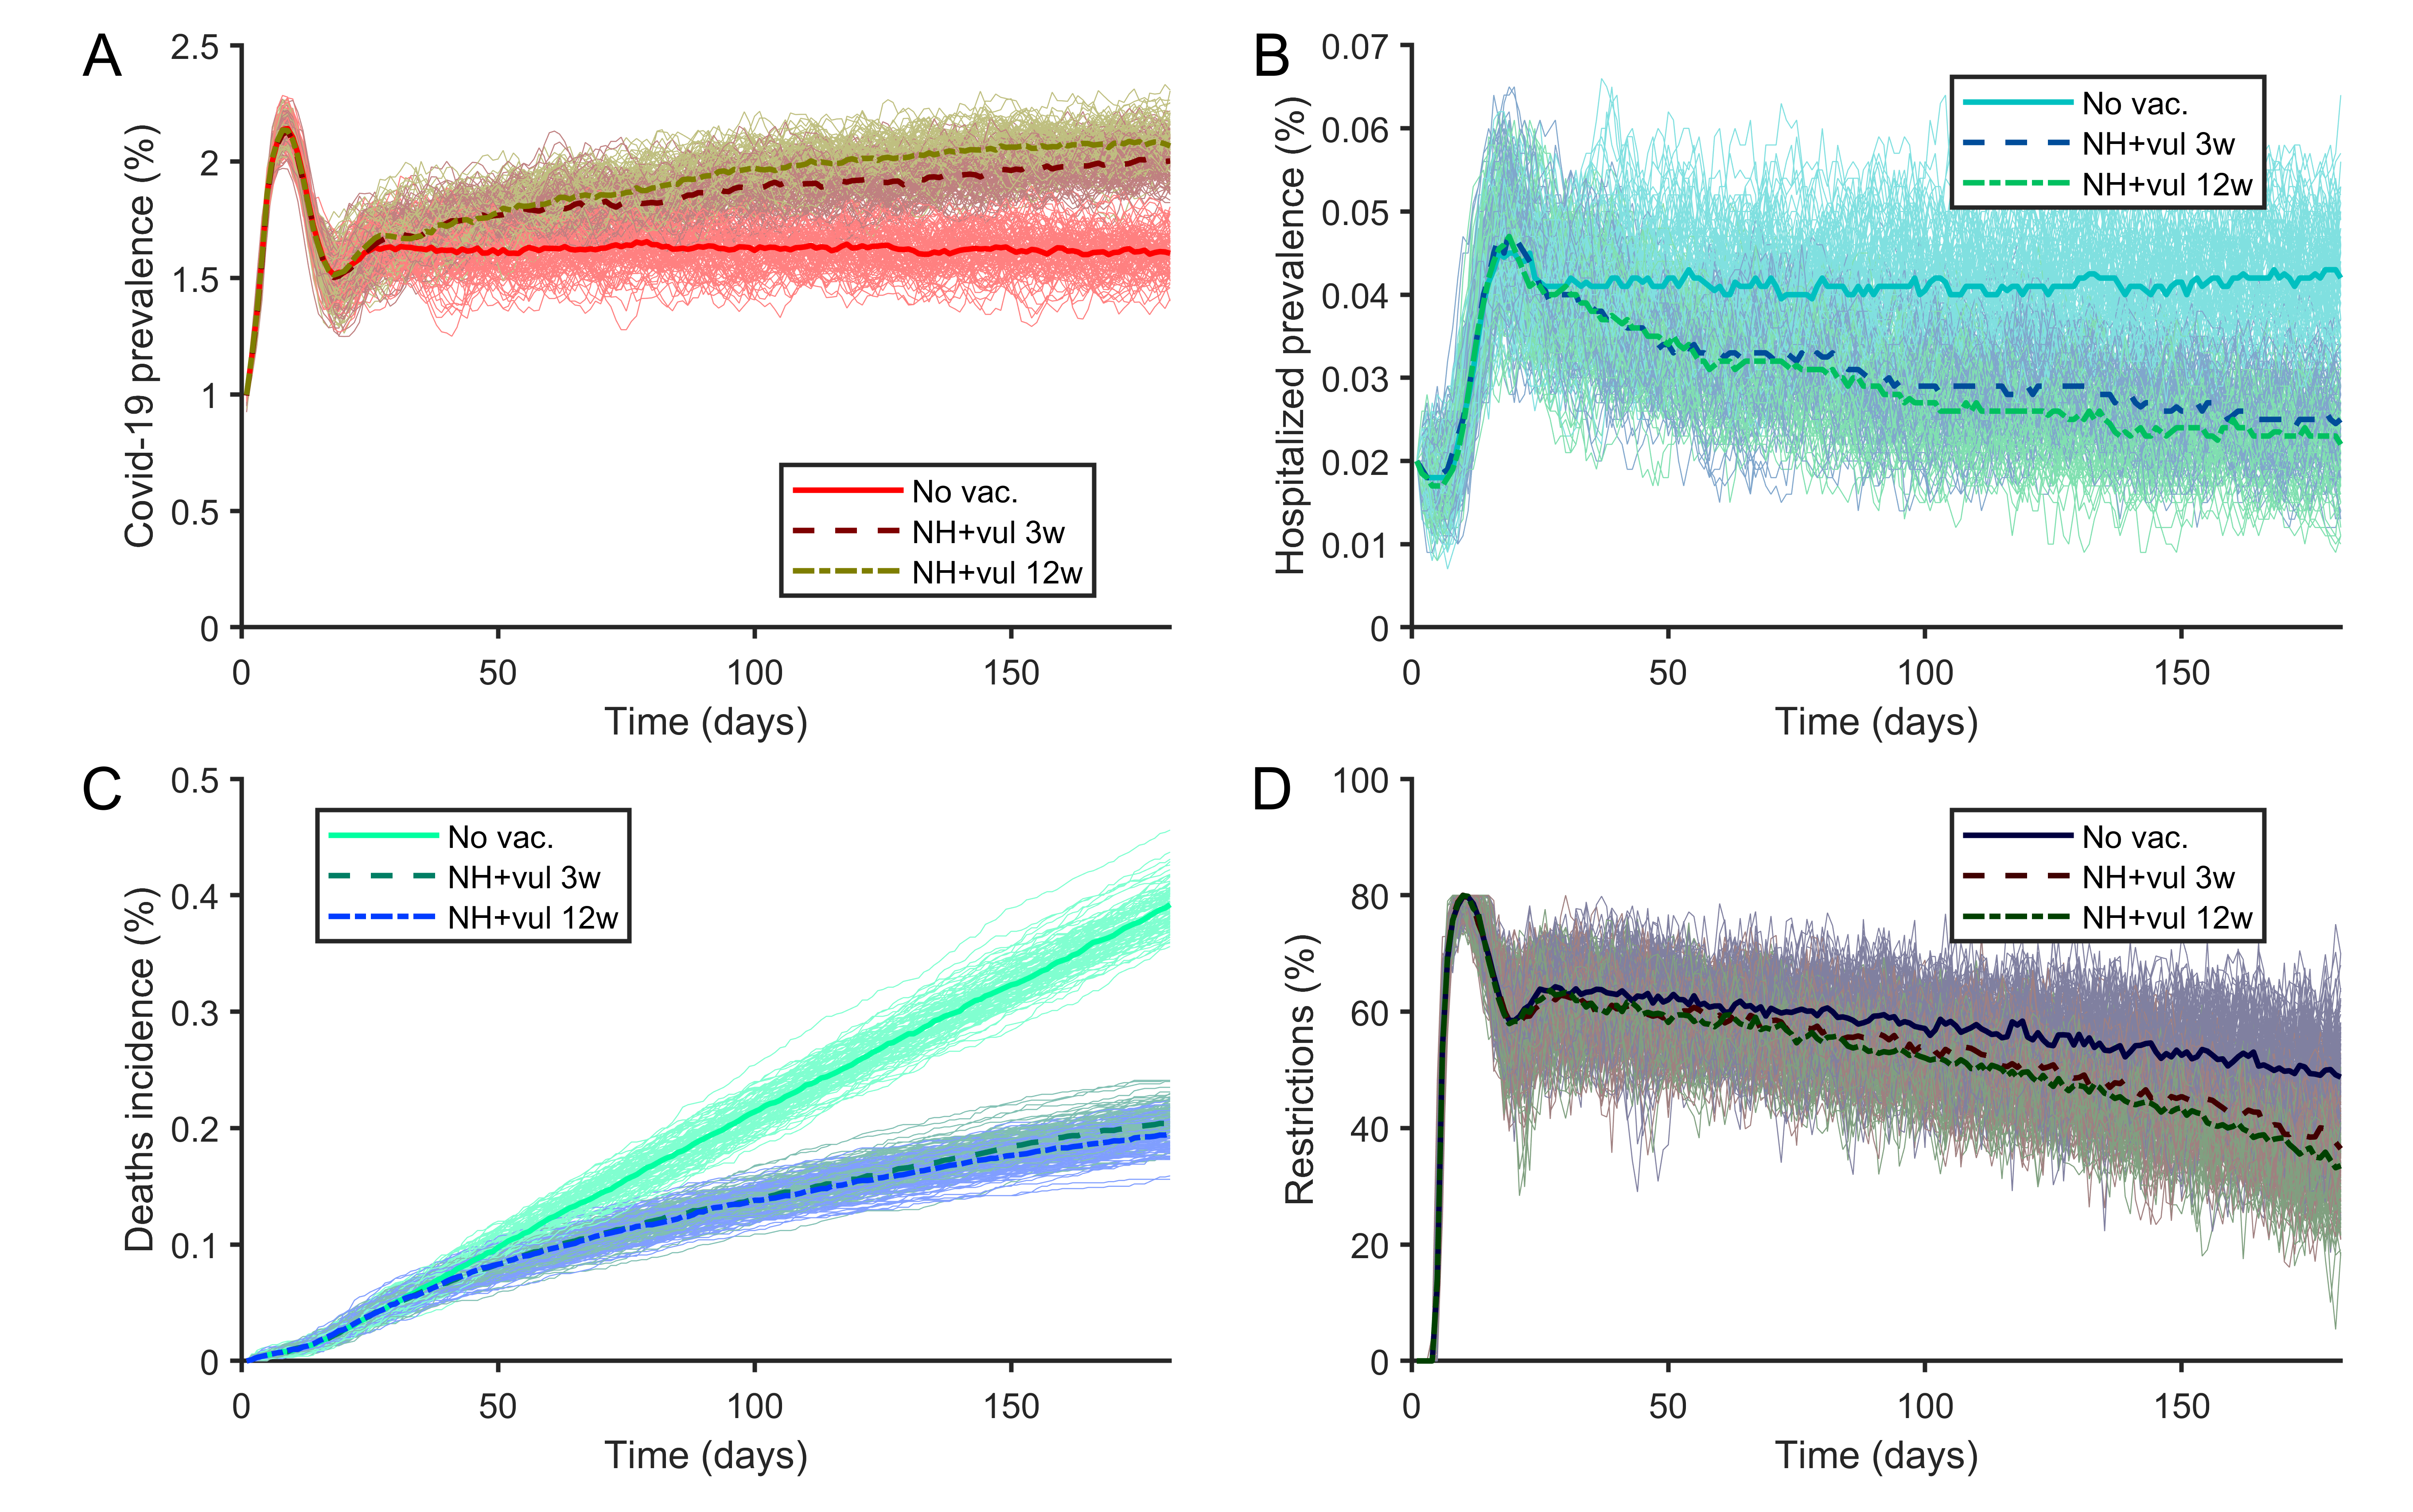 A
Covid-19 prevalence (%)
2.5
2
1.5
1
0.5
0
No vac.
NH+vul 3w
NH+vul 12w
0 50 100 150
Time (days)
B
Hospitalized prevalence (%)
0.07
0.06
0.05
0.04
0.03
0.02
0.01
0
No vac.
NH+vul 3w
NH+vul 12w
0 50 100 150
Time (days)
C
Deaths incidence (%)
0.5
0.4
0.3
0.2
0.1
0
No vac.
NH+vul 3w
NH+vul 12w
0 50 100 150
Time (days)
D
Restrictions (%)
100
80
60
40
20
0
No vac.
NH+vul 3w
NH+vul 12w
0 50 100 150
Time (days)